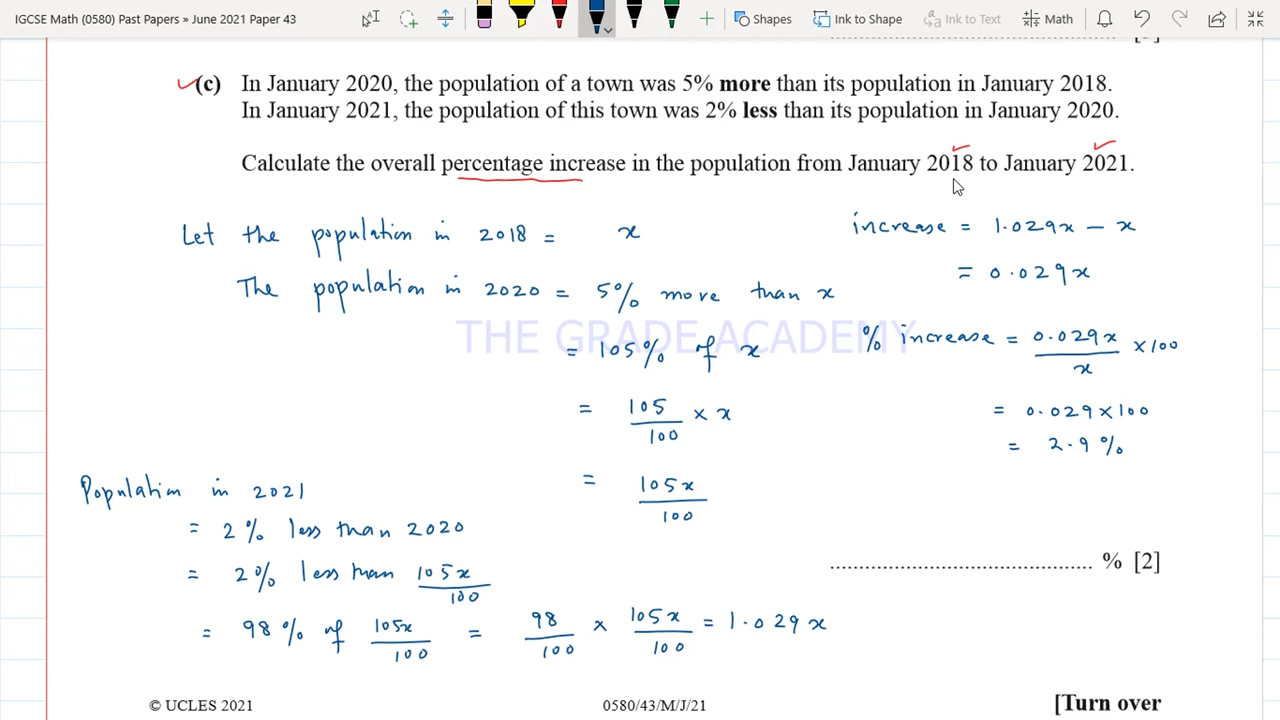 IGCSE Math (0580) Past Papers » June 2021 Paper 43
Shapes
Ink to Shape
Ink to Text
Math
(c) In January 2020, the population of a town was 5% more than its population in January 2018.
In January 2021, the population of this town was 2% less than its population in January 2020.
Calculate the overall percentage increase in the population from January 2018 to January 2021.
Let the population in 2018 = x
The population in 2020 = 5% more than x
= 105% of x
= 105/100 × x
= 105x/100
Population in 2021
= 2% less than 2020
= 2% less than 105x/100
= 98% of 105x/100 = 98/100 × 105x/100 = 1.029x
increase = 1.029x - x
= 0.029x
% increase = 0.029x/x ×100
= 0.029×100
= 2.9%
THE GRADE ACADEMY
............................................ % [2]
© UCLES 2021
0580/43/M/J/21
[Turn over